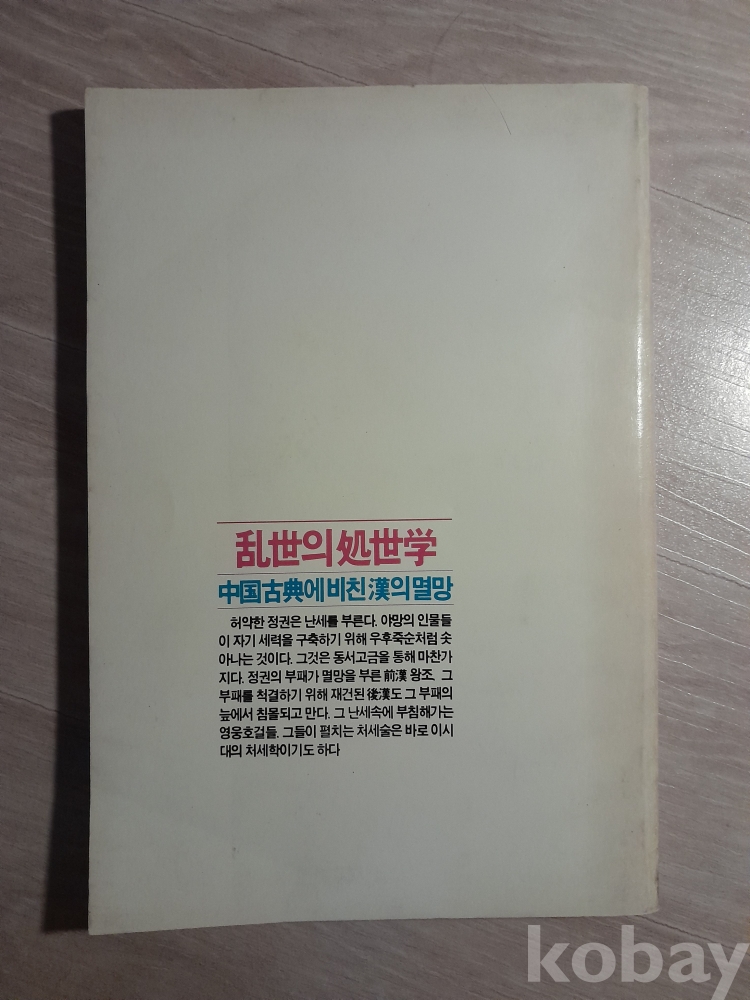 乱世의 処世学
中国古典에 비친 漢의 멸망
허약한 정권은 난세를 부른다. 야망의 인물들
이 자기 세력을 구축하기 위해 우후죽순처럼 솟
아나는 것이다. 그것은 동서고금을 통해 마찬가
지다. 정권의 부패가 멸망을 부른 前漢 왕조. 그
부패를 척결하기 위해 재건된 後漢도 그 부패의
늪에서 침몰되고 만다. 그 난세속에 부침해가는
영웅호걸들. 그들이 펼치는 처세술은 바로 이시
대의 처세학이기도 하다
kobay